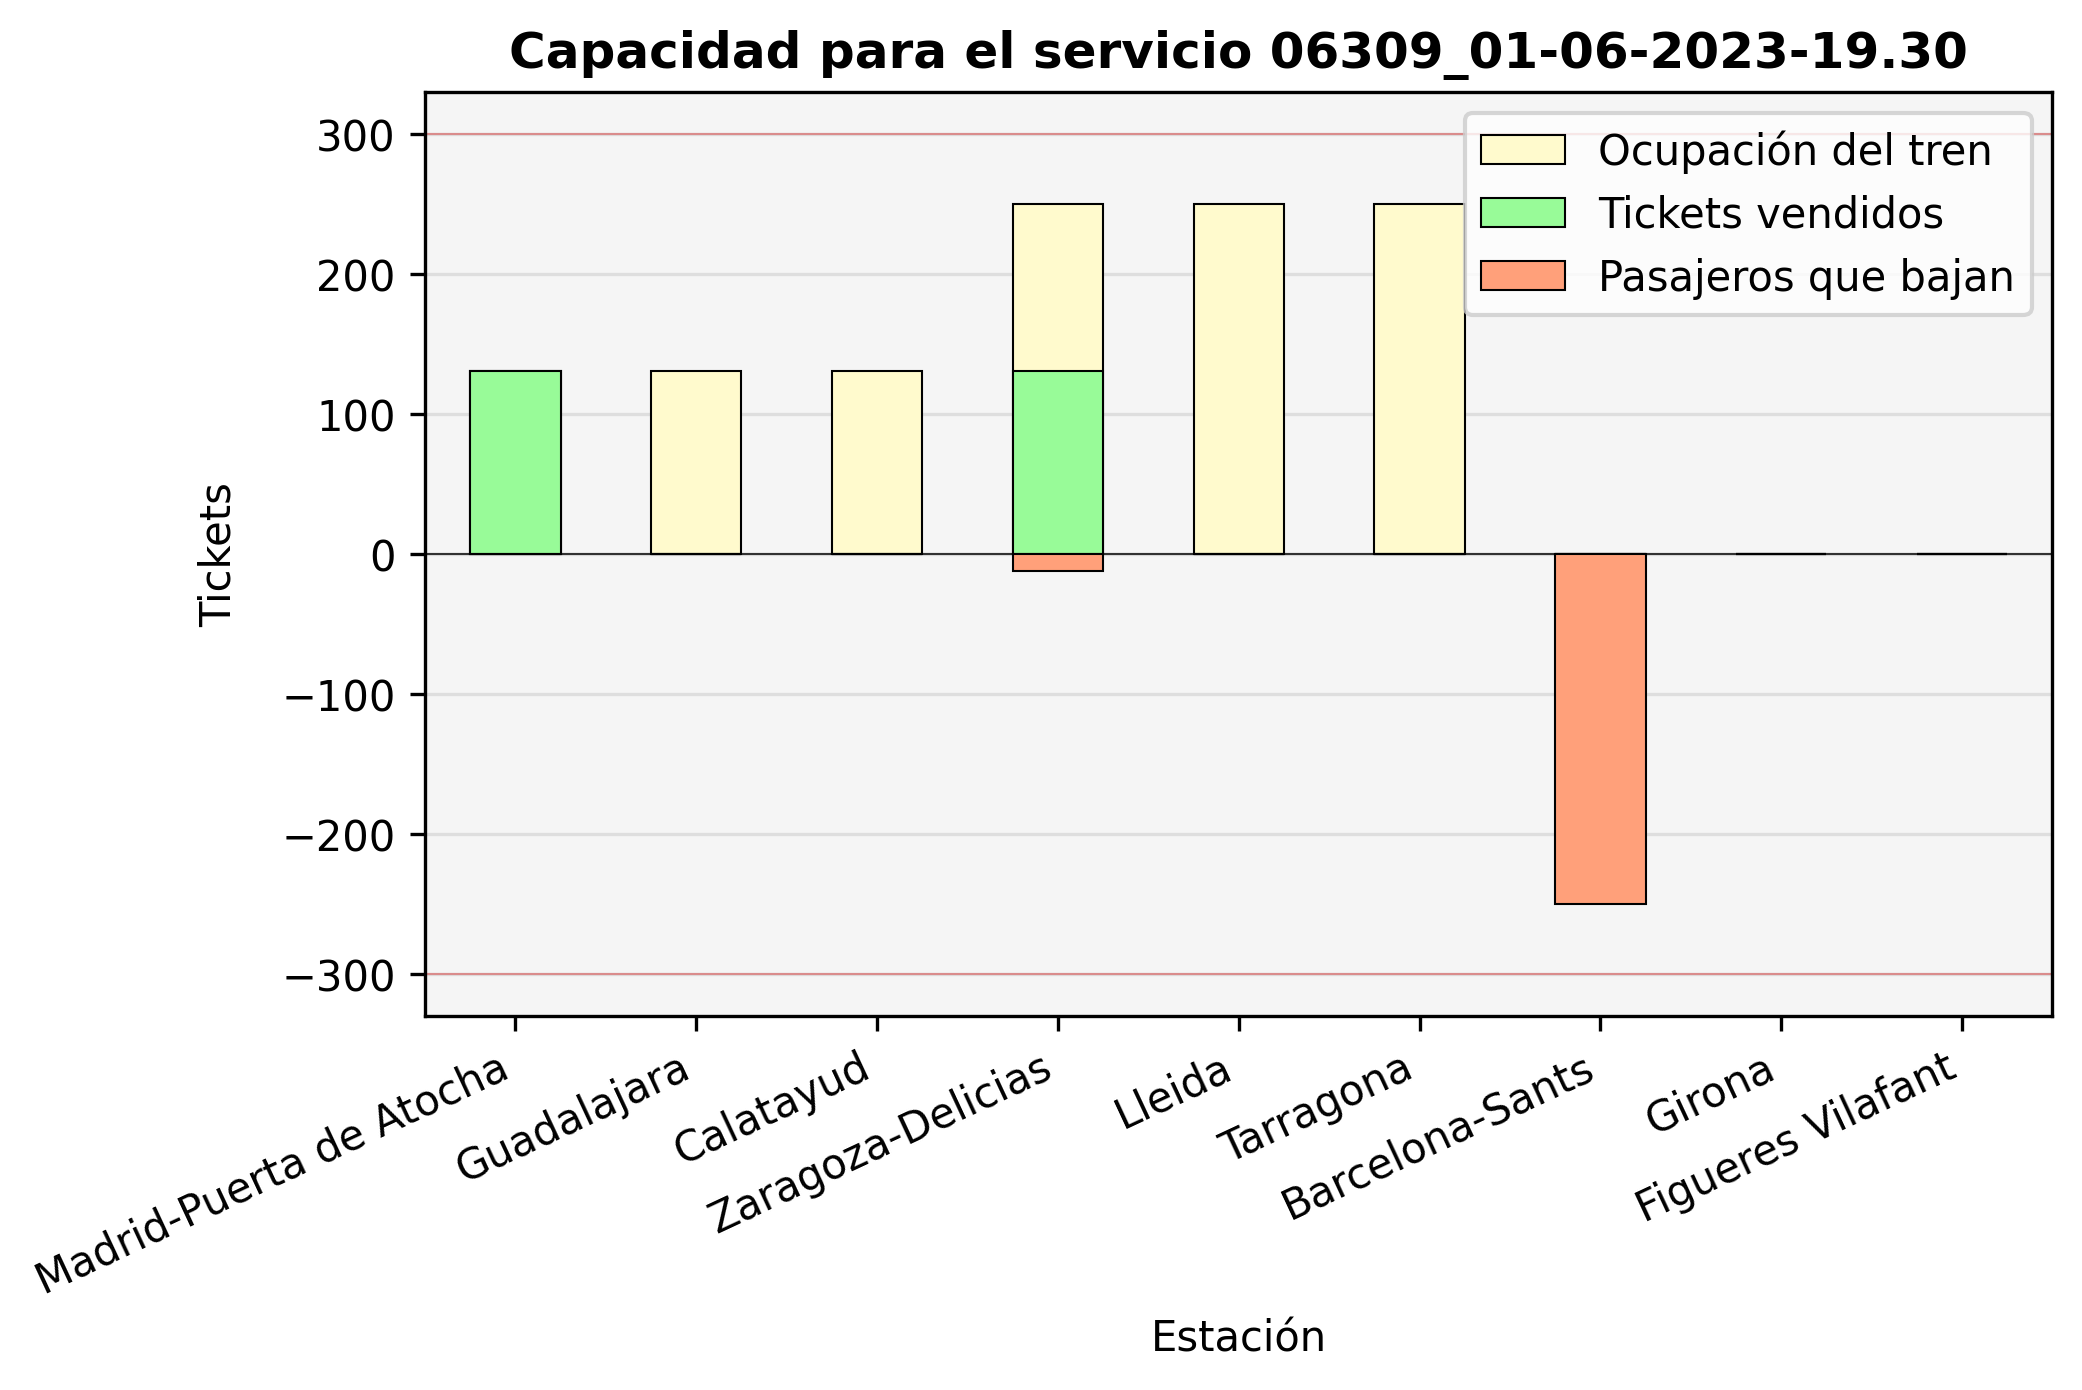 Capacidad para el servicio 06309_01-06-2023-19.30
Ocupación del tren
Tickets vendidos
Pasajeros que bajan
Tickets
300
200
100
0
−100
−200
−300
Madrid-Puerta de Atocha
Guadalajara
Calatayud
Zaragoza-Delicias
Lleida
Tarragona
Barcelona-Sants
Girona
Figueres Vilafant
Estación